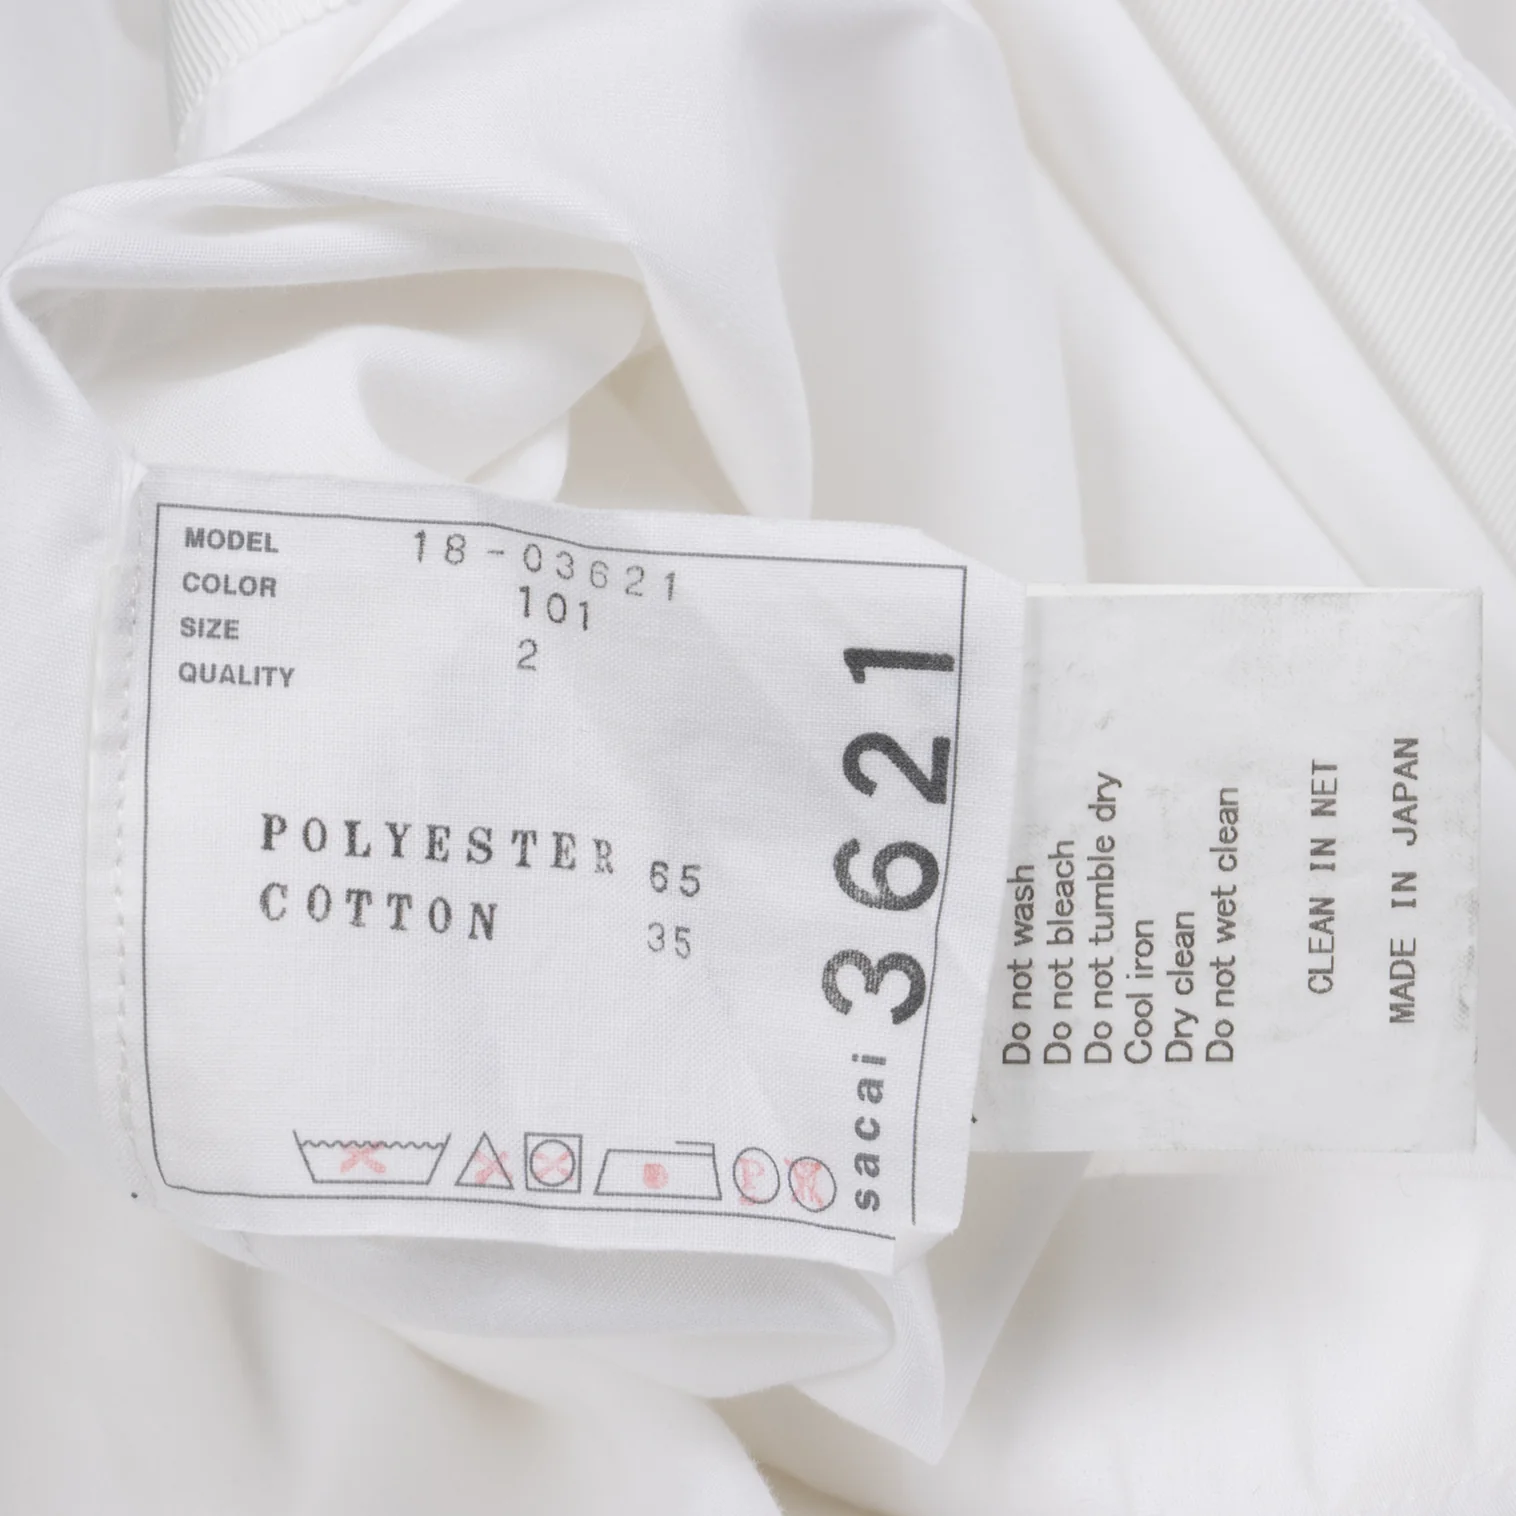 MODEL 18-03621
COLOR 101
SIZE 2
QUALITY
POLYESTER 65
COTTON 35
P
sacai 3621
Do not wash
Do not bleach
Do not tumble dry
Cool iron
Dry clean
Do not wet clean
CLEAN IN NET
MADE IN JAPAN